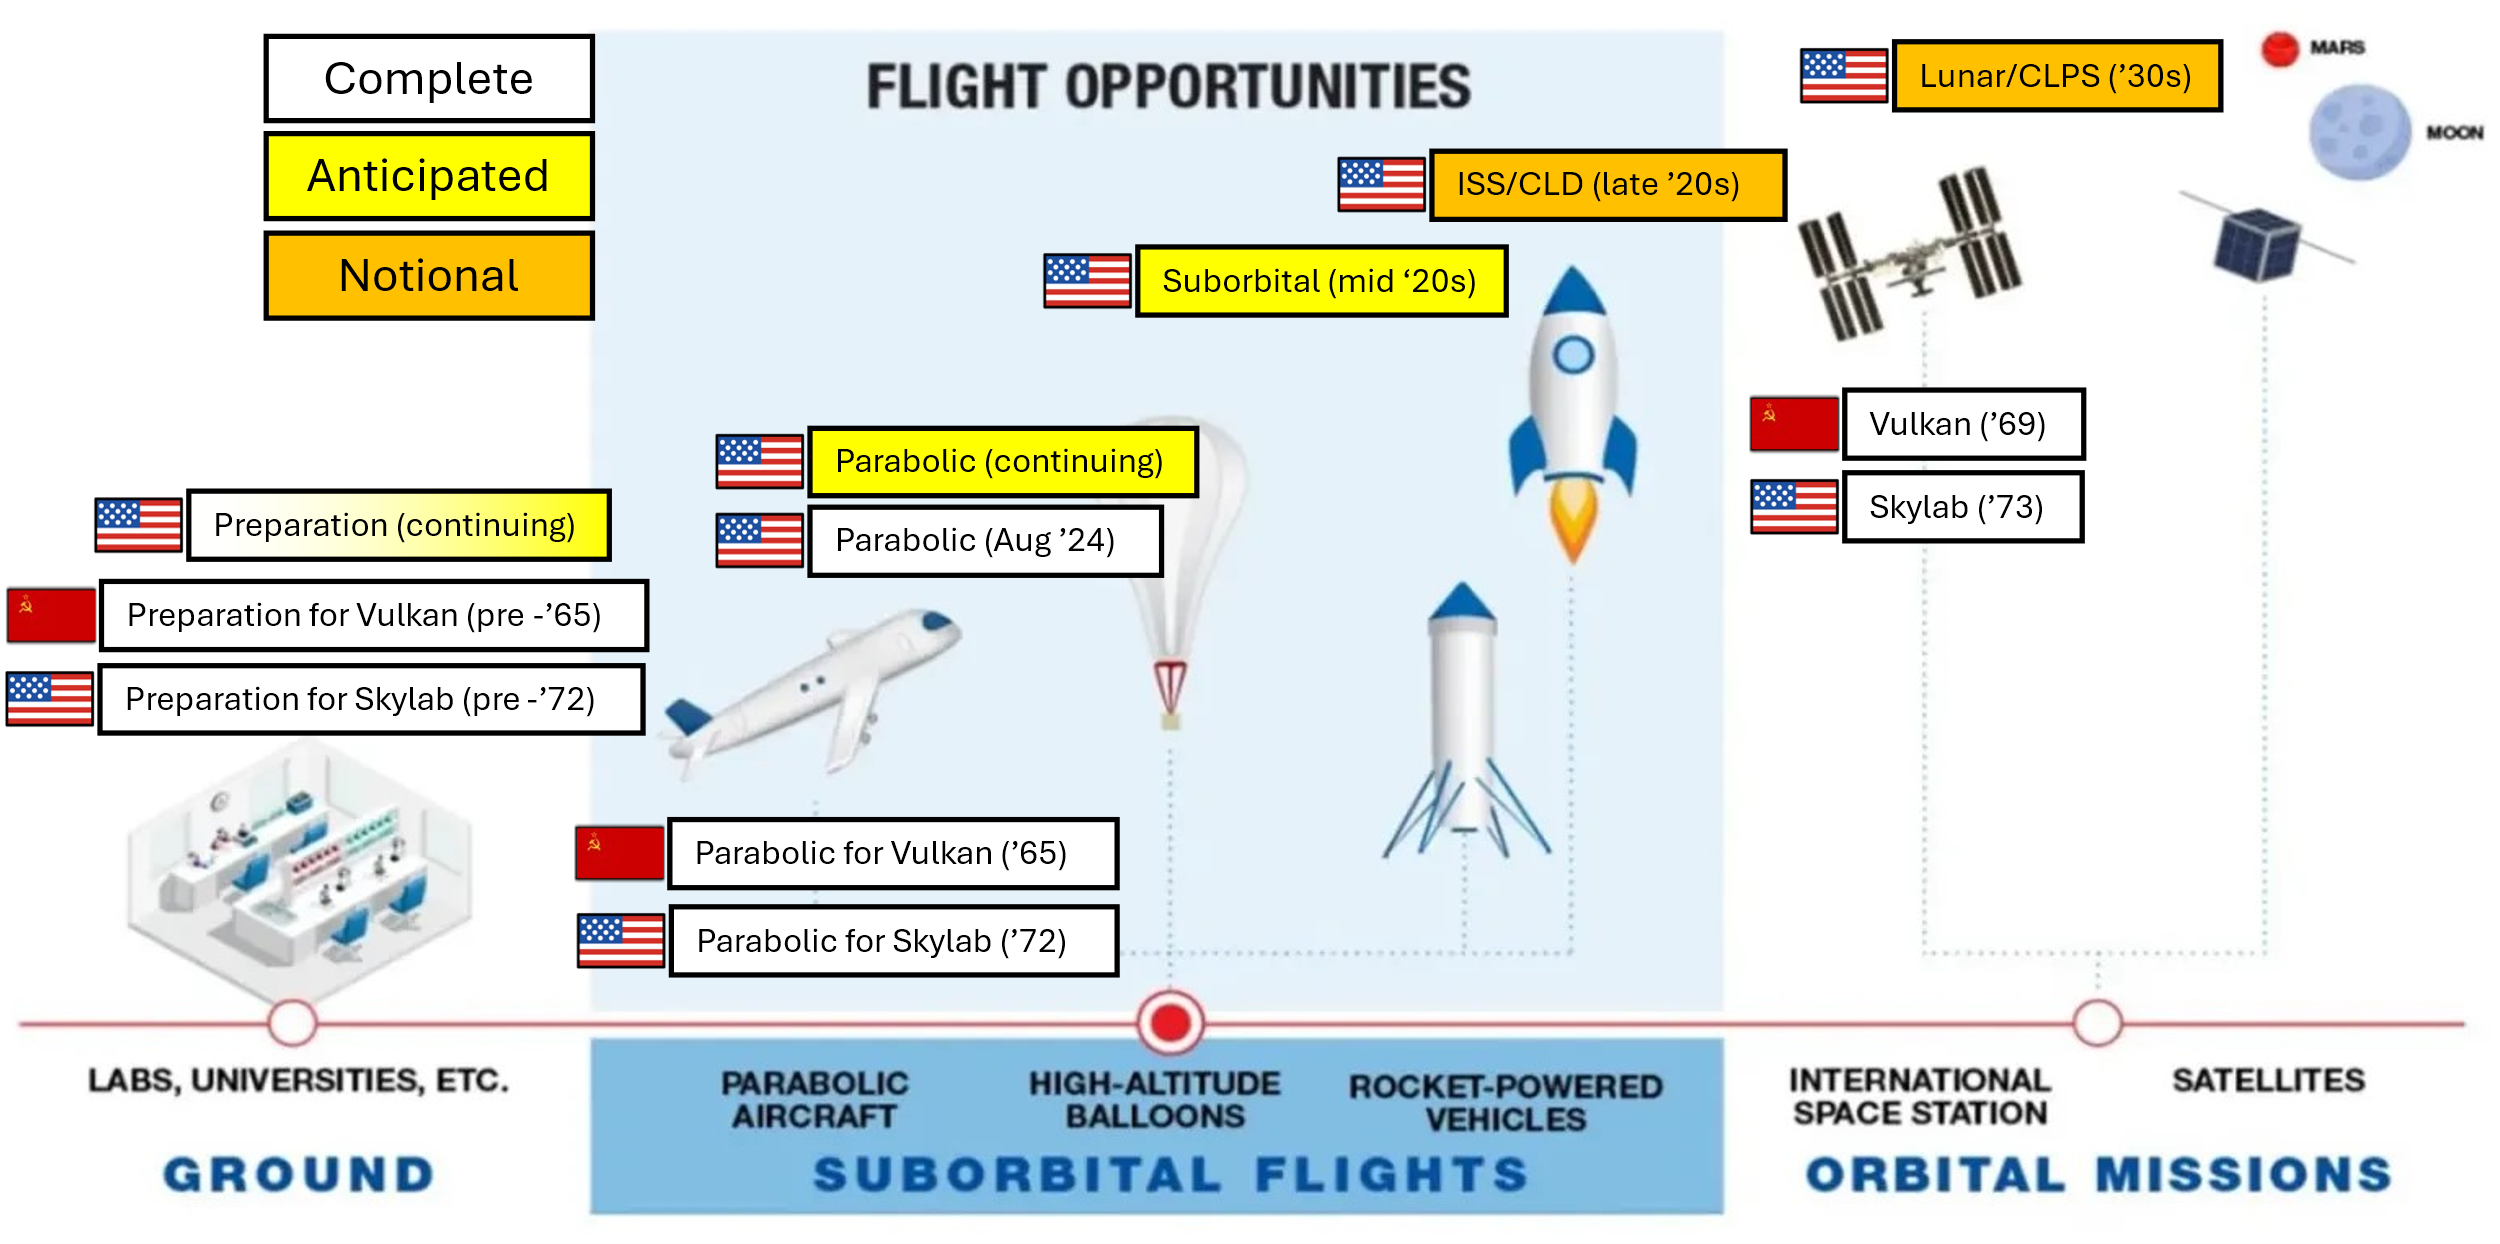 Complete
Anticipated
Notional
FLIGHT OPPORTUNITIES
Lunar/CLPS (’30s)
MARS
MOON
ISS/CLD (late ’20s)
Suborbital (mid ‘20s)
Vulkan (’69)
Skylab (’73)
Parabolic (continuing)
Parabolic (Aug ’24)
Preparation (continuing)
Preparation for Vulkan (pre -’65)
Preparation for Skylab (pre -’72)
Parabolic for Vulkan (’65)
Parabolic for Skylab (’72)
LABS, UNIVERSITIES, ETC.
GROUND
PARABOLIC
AIRCRAFT
HIGH-ALTITUDE
BALLOONS
ROCKET-POWERED
VEHICLES
SUBORBITAL FLIGHTS
INTERNATIONAL
SPACE STATION
SATELLITES
ORBITAL MISSIONS